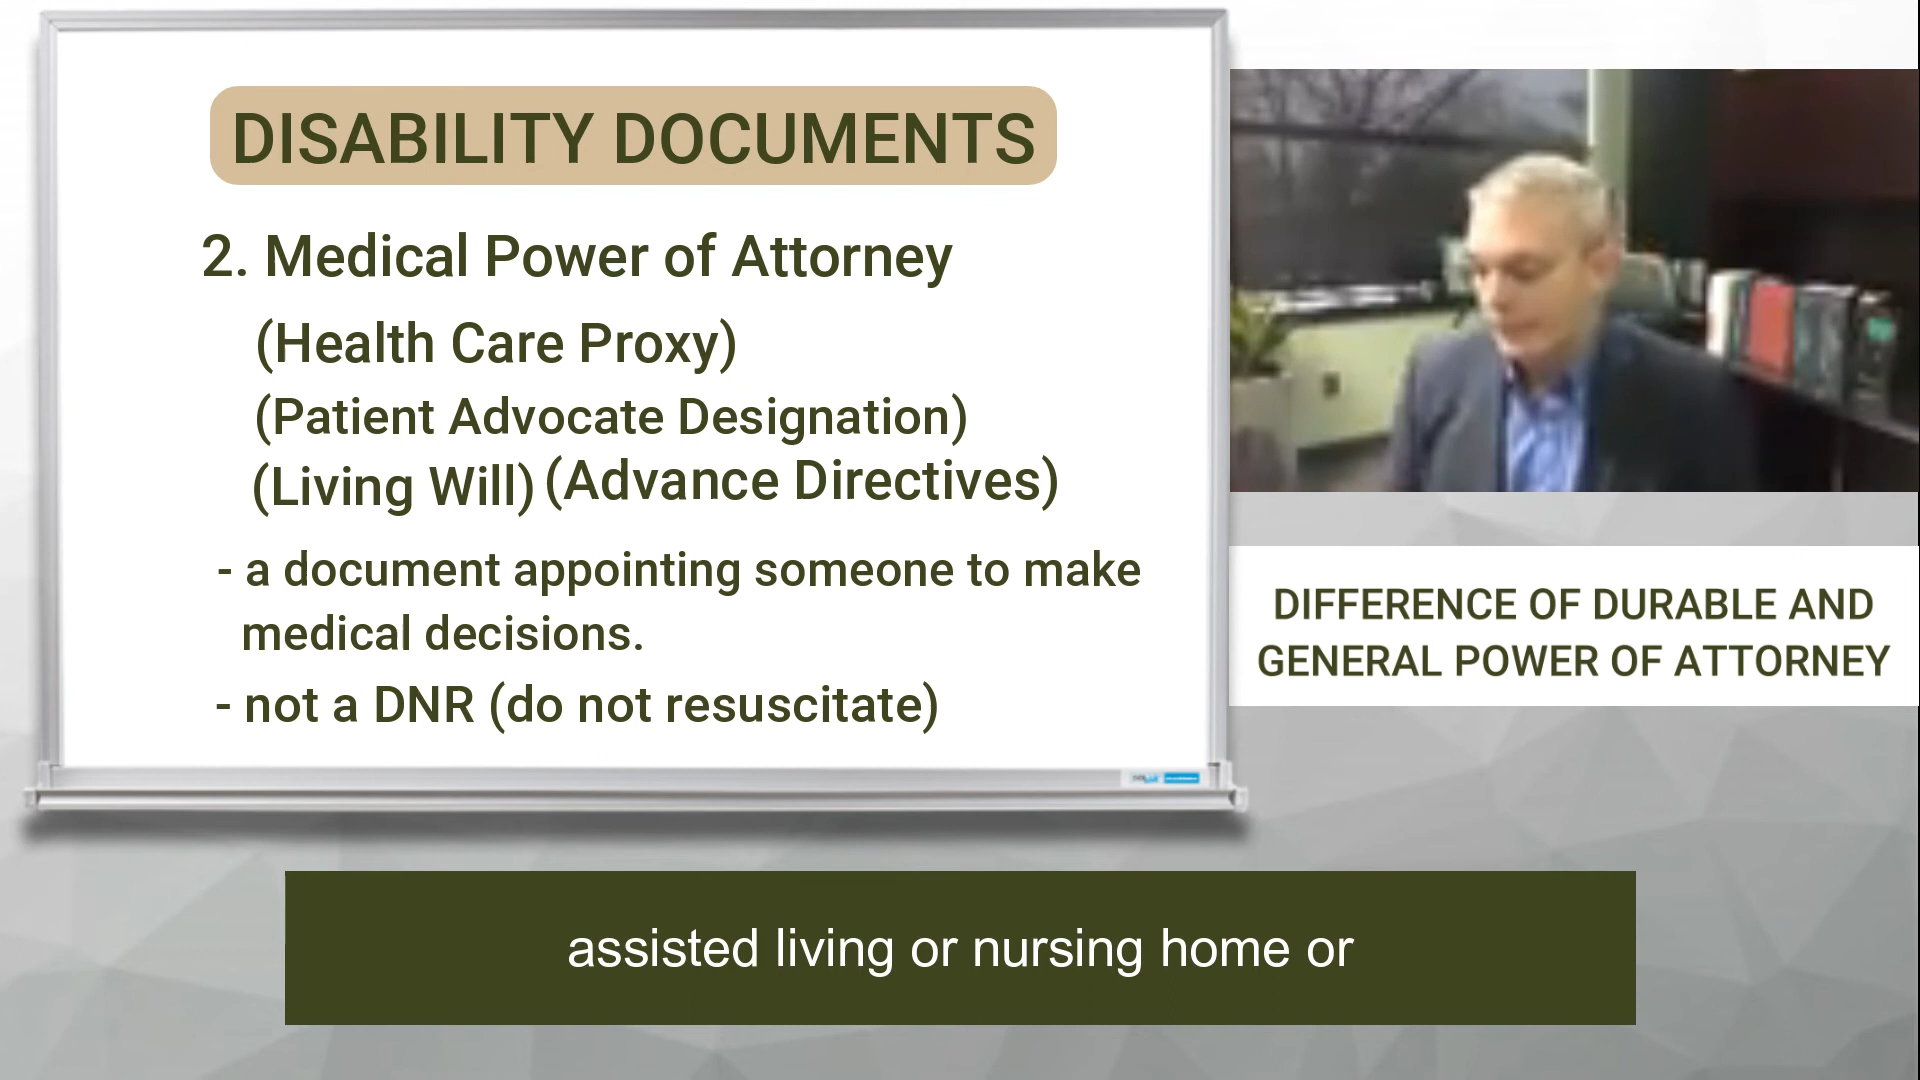 DISABILITY DOCUMENTS
2. Medical Power of Attorney
(Health Care Proxy)
(Patient Advocate Designation)
(Living Will) (Advance Directives)
- a document appointing someone to make
medical decisions.
- not a DNR (do not resuscitate)
DIFFERENCE OF DURABLE AND
GENERAL POWER OF ATTORNEY
assisted living or nursing home or